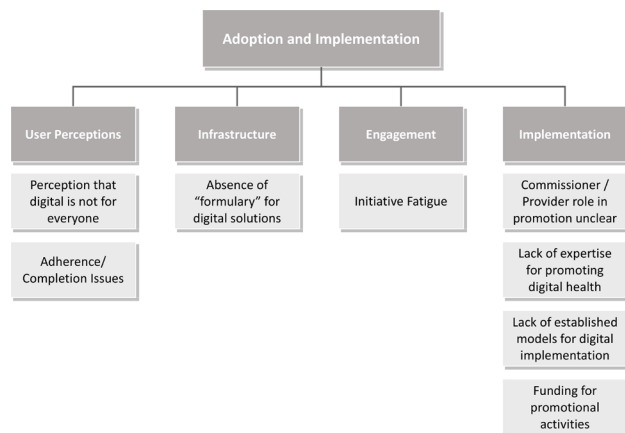 Adoption and Implementation
User Perceptions
Infrastructure
Engagement
Implementation
Perception that
digital is not for
everyone
Absence of
“formulary” for
digital solutions
Initiative Fatigue
Commissioner /
Provider role in
promotion unclear
Adherence/
Completion Issues
Lack of expertise
for promoting
digital health
Lack of established
models for digital
implementation
Funding for
promotional
activities